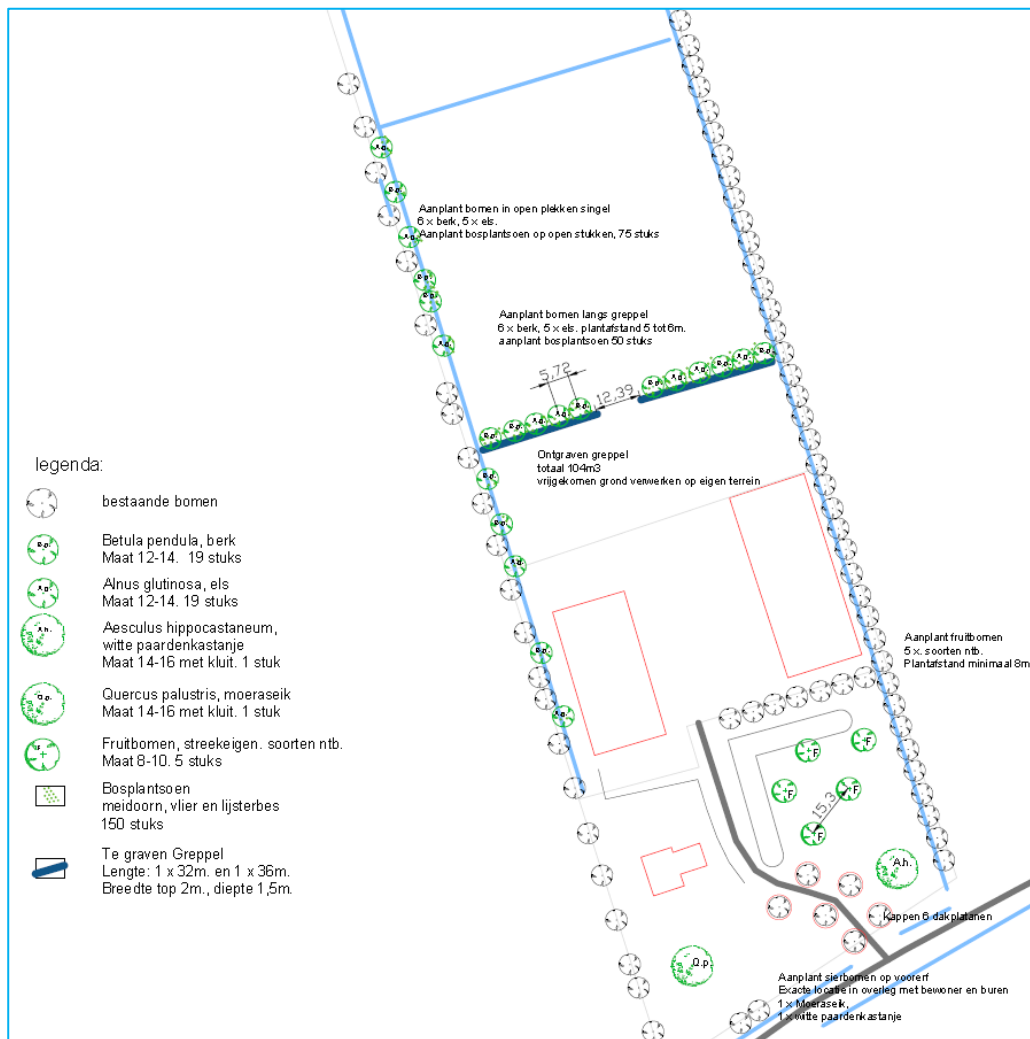 Aanplant bomen in open plekken singel
6 x berk, 5 x els.
Aanplant bosplantsoen op open stukken, 75 stuks
Aanplant bomen langs greppel
6 x berk, 5 x els. plantafstand 5 tot 6m.
aanplant bosplantsoen 50 stuks
5,72
12,39
Ontgraven greppel
totaal 104m3
vrijgekomen grond verwerken op eigen terrein
legenda:
bestaande bomen
B.p.
Betula pendula, berk
Maat 12-14. 19 stuks
A.g.
Alnus glutinosa, els
Maat 12-14. 19 stuks
A.h.
Aesculus hippocastaneum,
witte paardenkastanje
Maat 14-16 met kluit. 1 stuk
Q.p.
Quercus palustris, moeraseik
Maat 14-16 met kluit. 1 stuk
F
Fruitbomen, streekeigen. soorten ntb.
Maat 8-10. 5 stuks
Bosplantsoen
meidoorn, vlier en lijsterbes
150 stuks
Te graven Greppel
Lengte: 1 x 32m. en 1 x 36m.
Breedte top 2m., diepte 1,5m.
Aanplant fruitbomen
5 x. soorten ntb.
Plantafstand minimaal 8m
F
F
F
F
F
15,3
A.h.
Kappen 6 dakplatanen
Q.p.
Aanplant sierbomen op voorerf
Exacte locatie in overleg met bewoner en buren
1 x Moeraseik,
1 x witte paardenkastanje